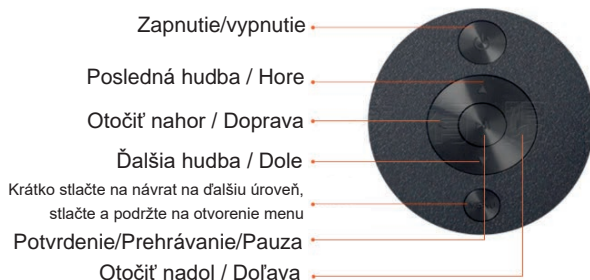 Zapnutie/vypnutie
Posledná hudba / Hore
Otočiť nahor / Doprava
Ďalšia hudba / Dole
Krátko stlačte na návrat na ďalšiu úroveň,
stlačte a podržte na otvorenie menu
Potvrdenie/Prehrávanie/Pauza
Otočiť nadol / Doľava